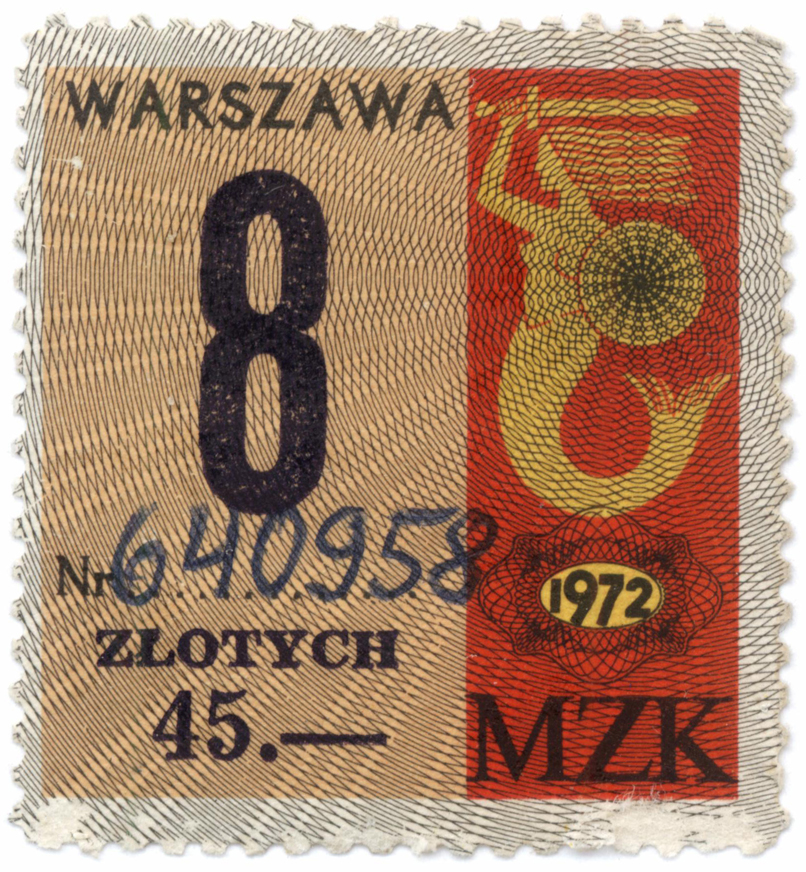 WARSZAWA
8
Nr 640958
ZŁOTYCH
45.—
1972
MZK